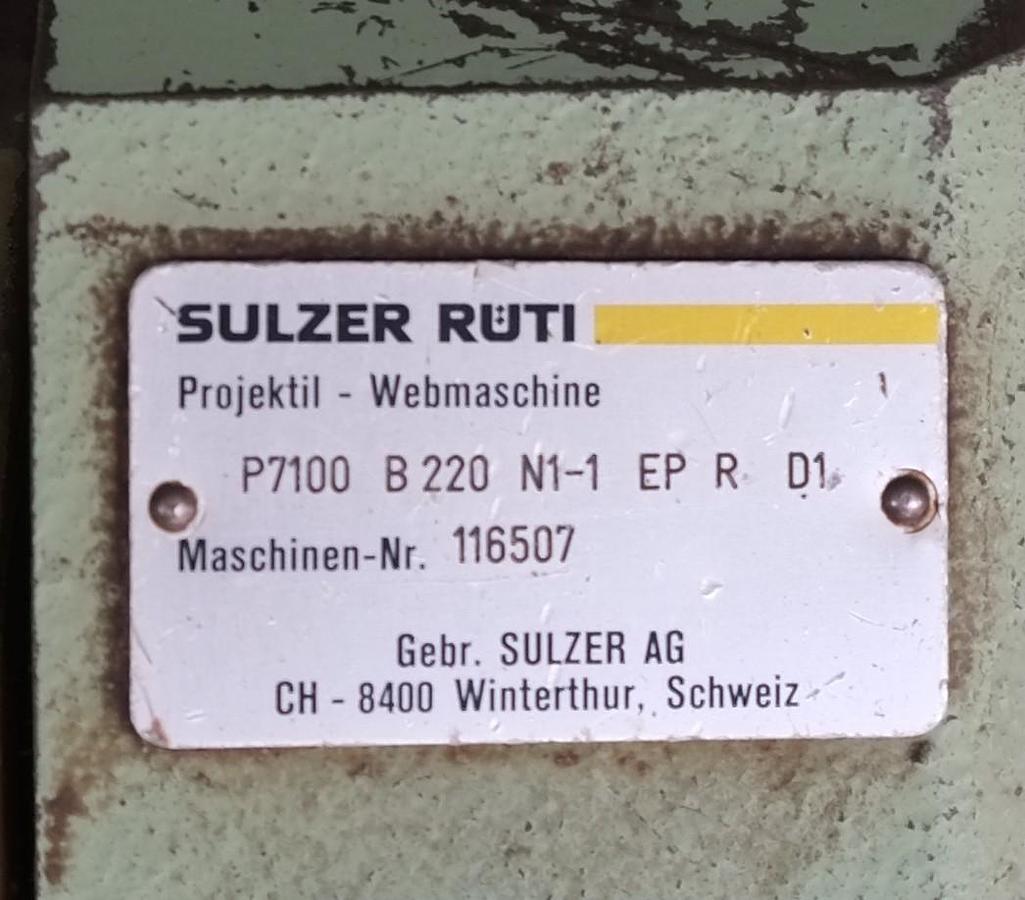 SULZER RÜTI
Projektil - Webmaschine
P7100 B 220 N1-1 EP R D1
Maschinen-Nr. 116507
Gebr. SULZER AG
CH - 8400 Winterthur, Schweiz